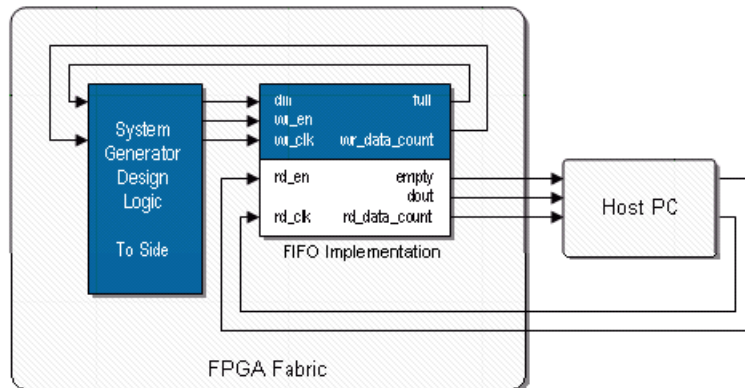 System
Generator
Design
Logic
To Side
din full
wr_en
wr_clk wr_data_count
rd_en empty
dout
rd_clk rd_data_count
FIFO Implementation
Host PC
FPGA Fabric